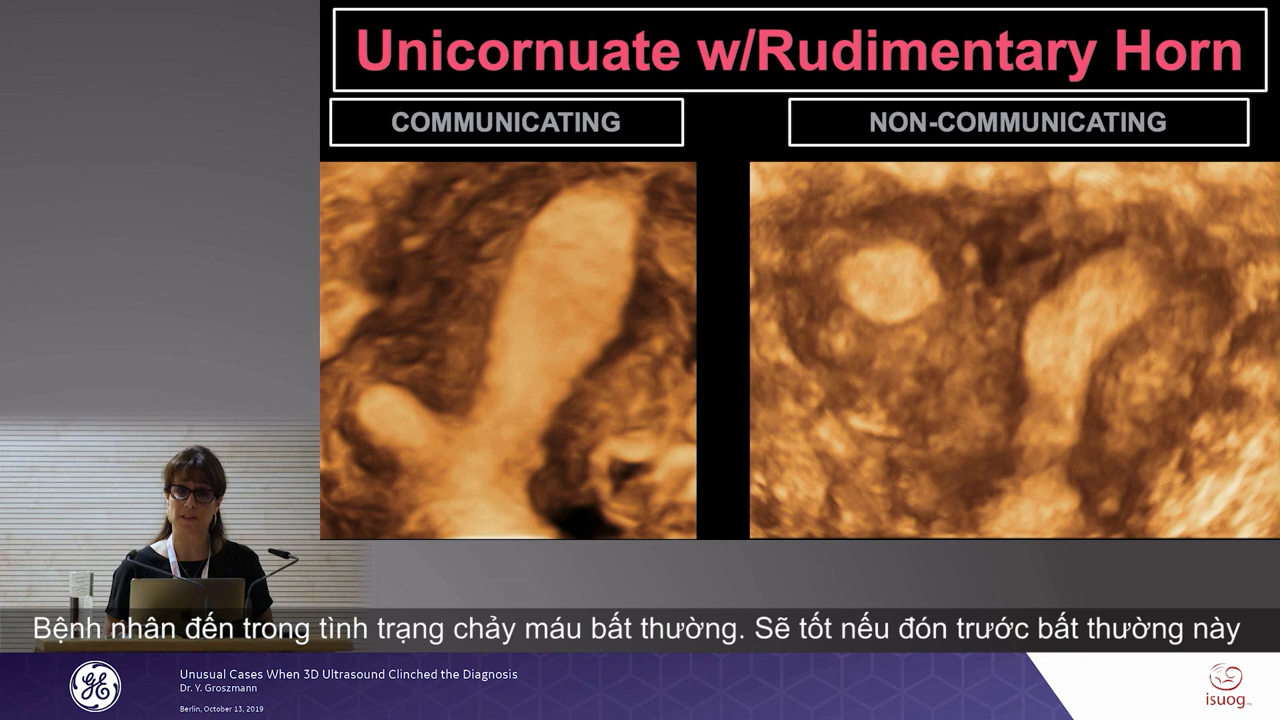 Unicornuate w/Rudimentary Horn
COMMUNICATING
NON-COMMUNICATING
Bệnh nhân đến trong tình trạng chảy máu bất thường. Sẽ tốt nếu đón trước bất thường này
Unusual Cases When 3D Ultrasound Clinched the Diagnosis
Dr. Y. Groszmann
Berlin, October 13, 2019
GE
isuog